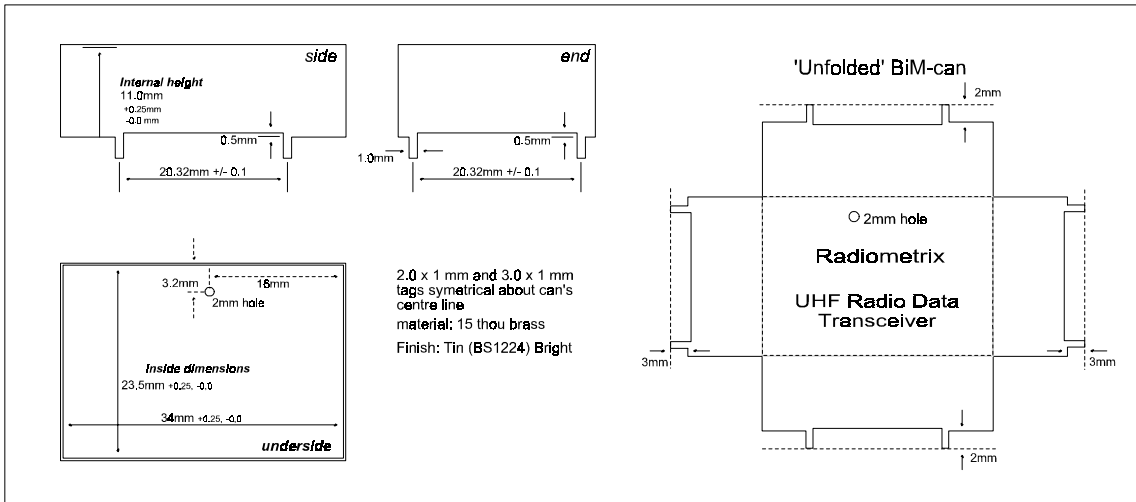 side
Internal height
11.0mm
+0.25mm
-0.0 mm
0.5mm
20.32mm +/- 0.1
end
0.5mm
1.0mm
20.32mm +/- 0.1
3.2mm
16mm
2mm hole
Inside dimensions
23.5mm +0.25, -0.0
34mm +0.25, -0.0
underside
2.0 x 1 mm and 3.0 x 1 mm
tags symetrical about can's
centre line
material: 15 thou brass
Finish: Tin (BS1224) Bright
'Unfolded' BiM-can
2mm
2mm hole
Radiometrix
UHF Radio Data
Transceiver
3mm
3mm
2mm